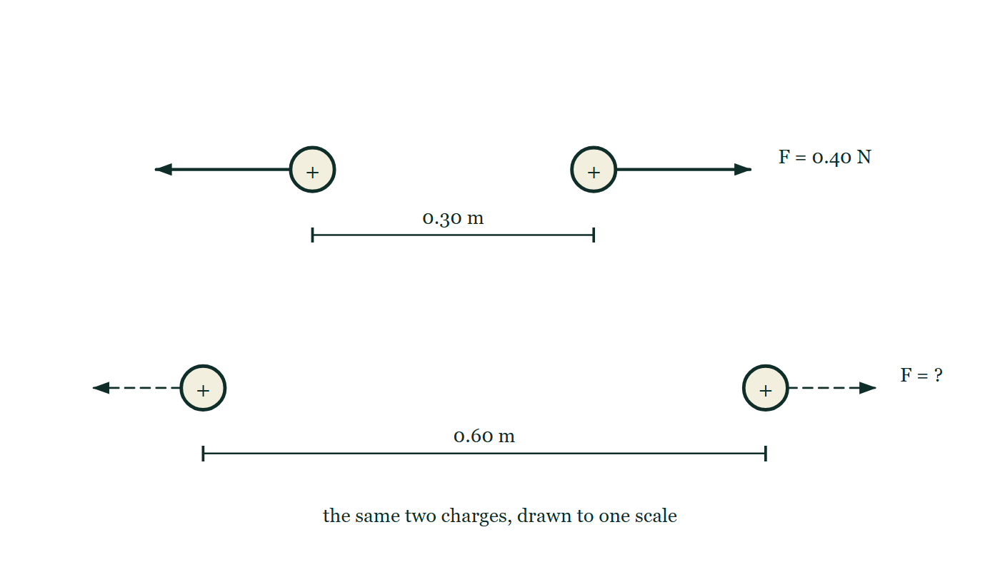 + + F = 0.40 N
0.30 m
+ + F = ?
0.60 m
the same two charges, drawn to one scale